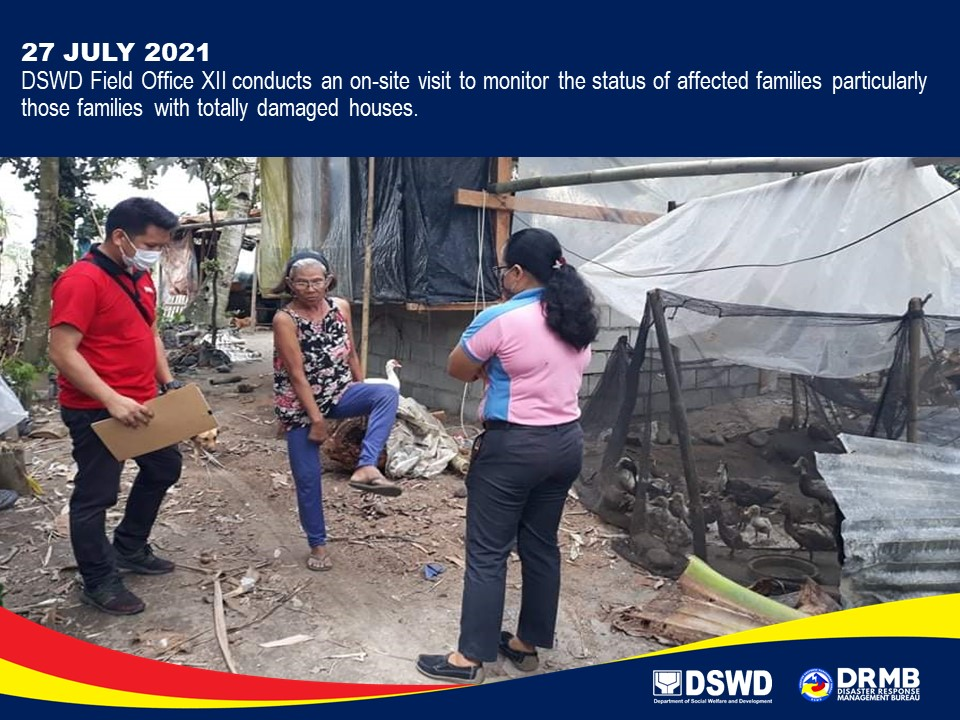 27 JULY 2021
DSWD Field Office XII conducts an on-site visit to monitor the status of affected families particularly
those families with totally damaged houses.
DSWD
Department of Social Welfare and Development
DRMB
DISASTER RESPONSE
MANAGEMENT BUREAU